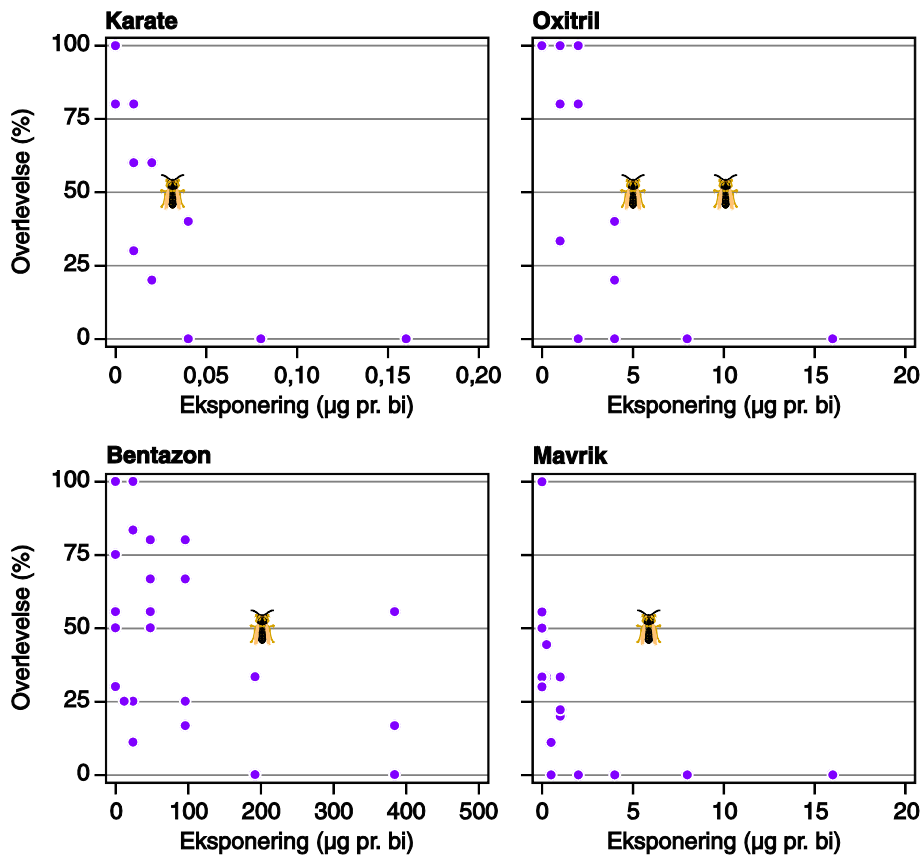 Karate
100
75
50
25
0
Overlevelse (%)
0 0,05 0,10 0,15 0,20
Eksponering (µg pr. bi)
Oxitril
0 5 10 15 20
Eksponering (µg pr. bi)
Bentazon
100
75
50
25
0
Overlevelse (%)
0 100 200 300 400 500
Eksponering (µg pr. bi)
Mavrik
0 5 10 15 20
Eksponering (µg pr. bi)